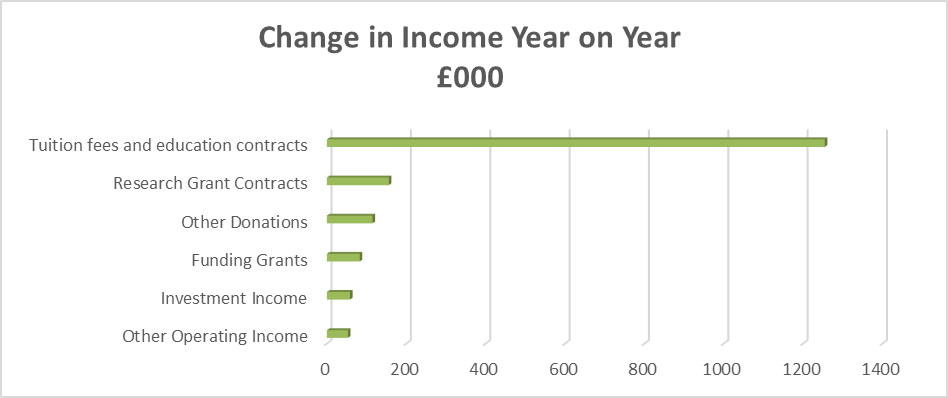 Change in Income Year on Year
£000
Tuition fees and education contracts
Research Grant Contracts
Other Donations
Funding Grants
Investment Income
Other Operating Income
0 200 400 600 800 1000 1200 1400